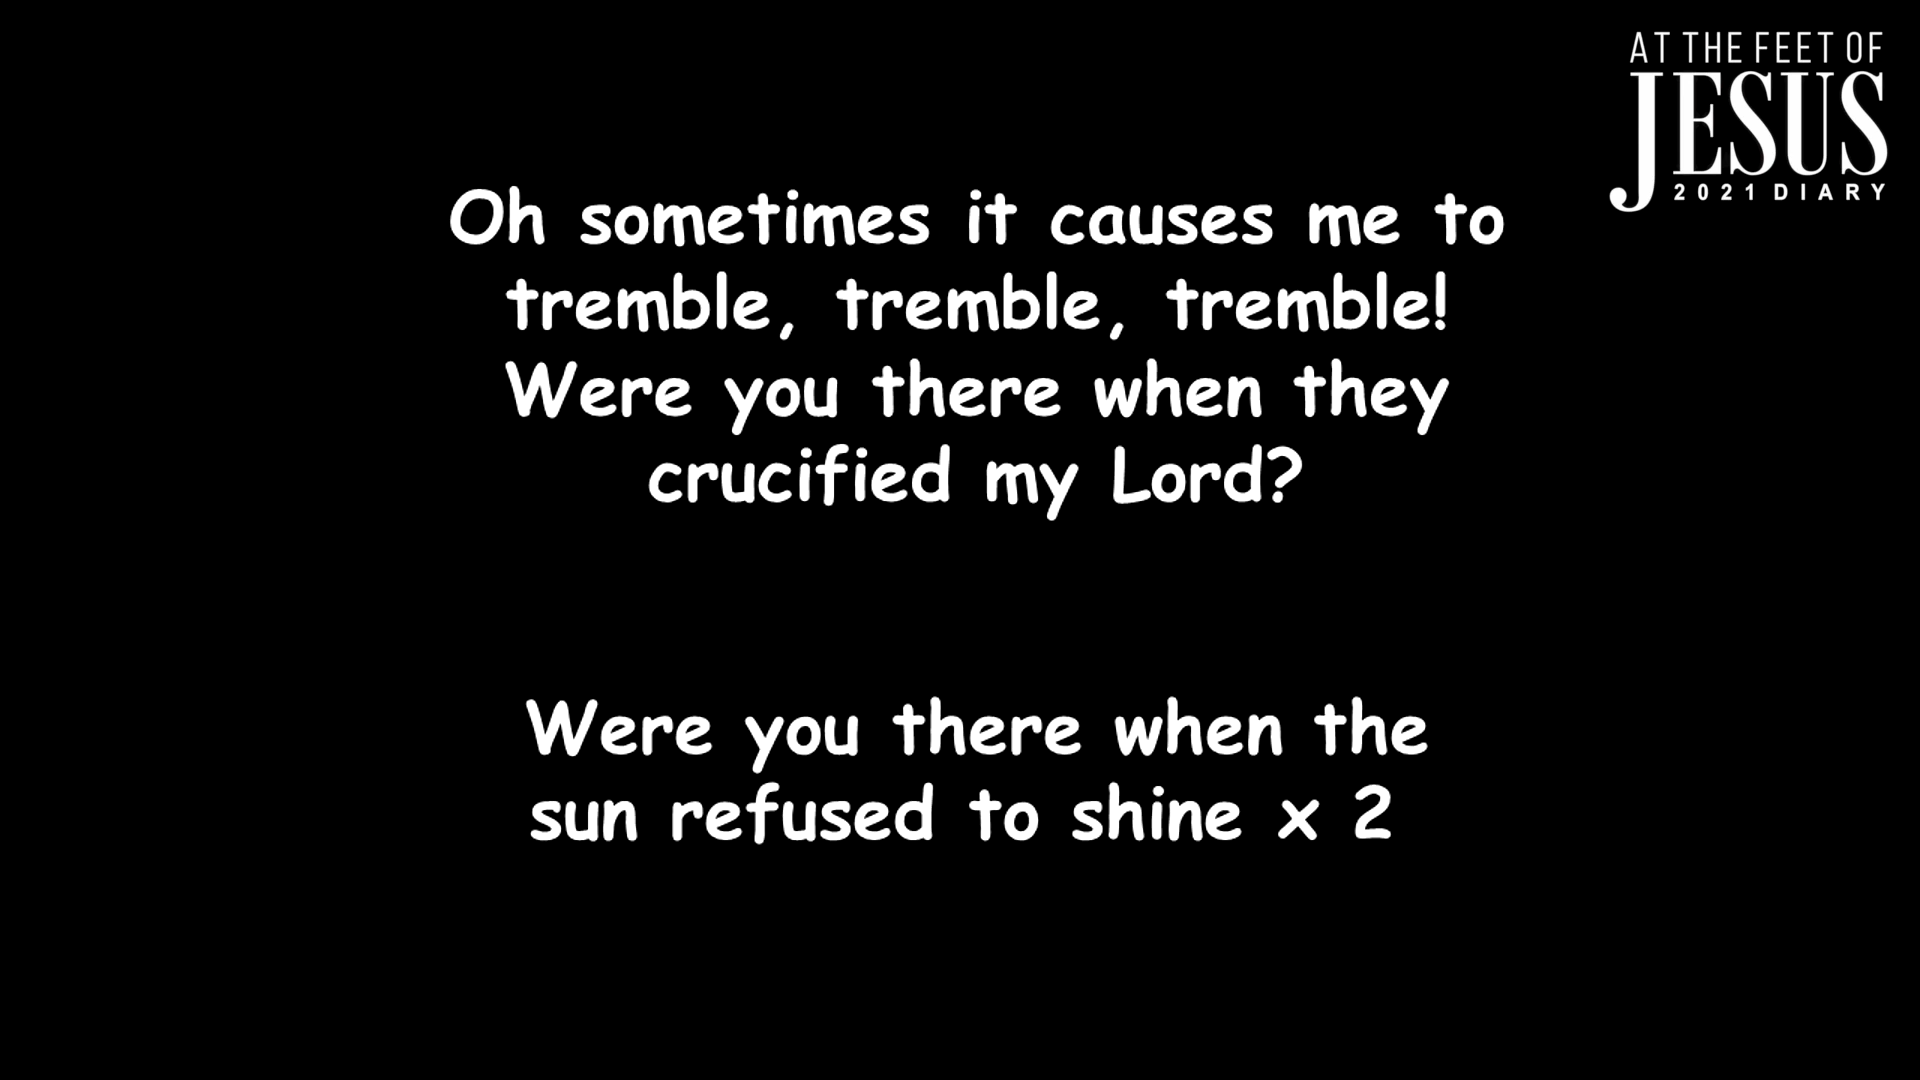 AT THE FEET OF
JESUS
2021 DIARY
Oh sometimes it causes me to
tremble, tremble, tremble!
Were you there when they
crucified my Lord?
Were you there when the
sun refused to shine x 2